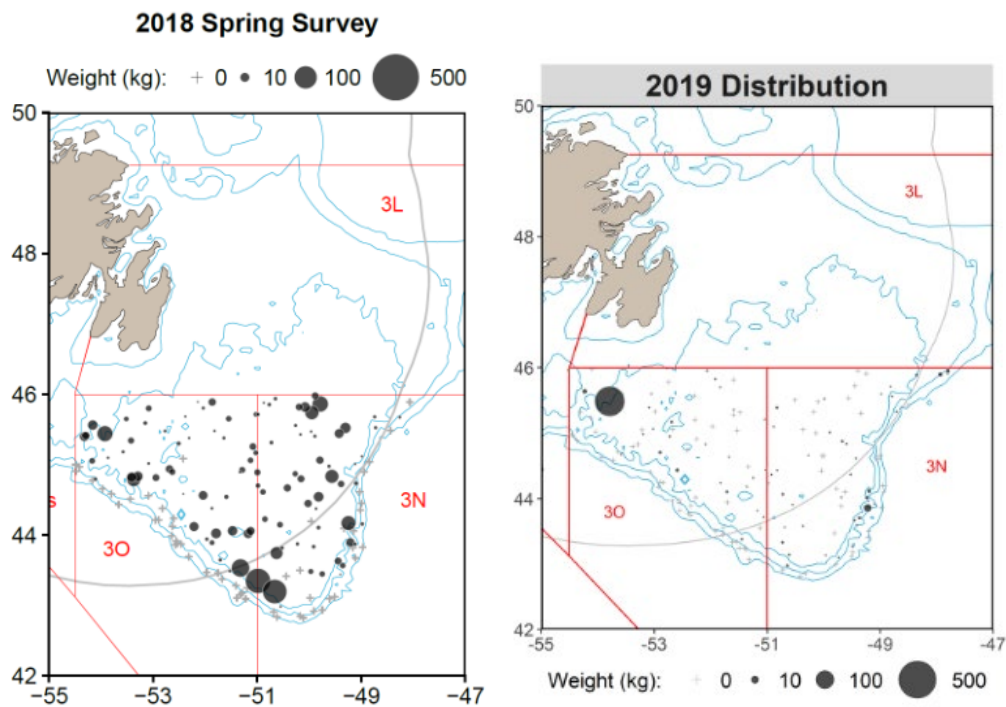 2018 Spring Survey
Weight (kg): + 0 10 100 500
50
48
46
44
42
3L
3N
3O
s
−55 −53 −51 −49 −47
2019 Distribution
50
48
46
44
42
3L
3N
3O
-55 -53 -51 -49 -47
Weight (kg): + 0 10 100 500